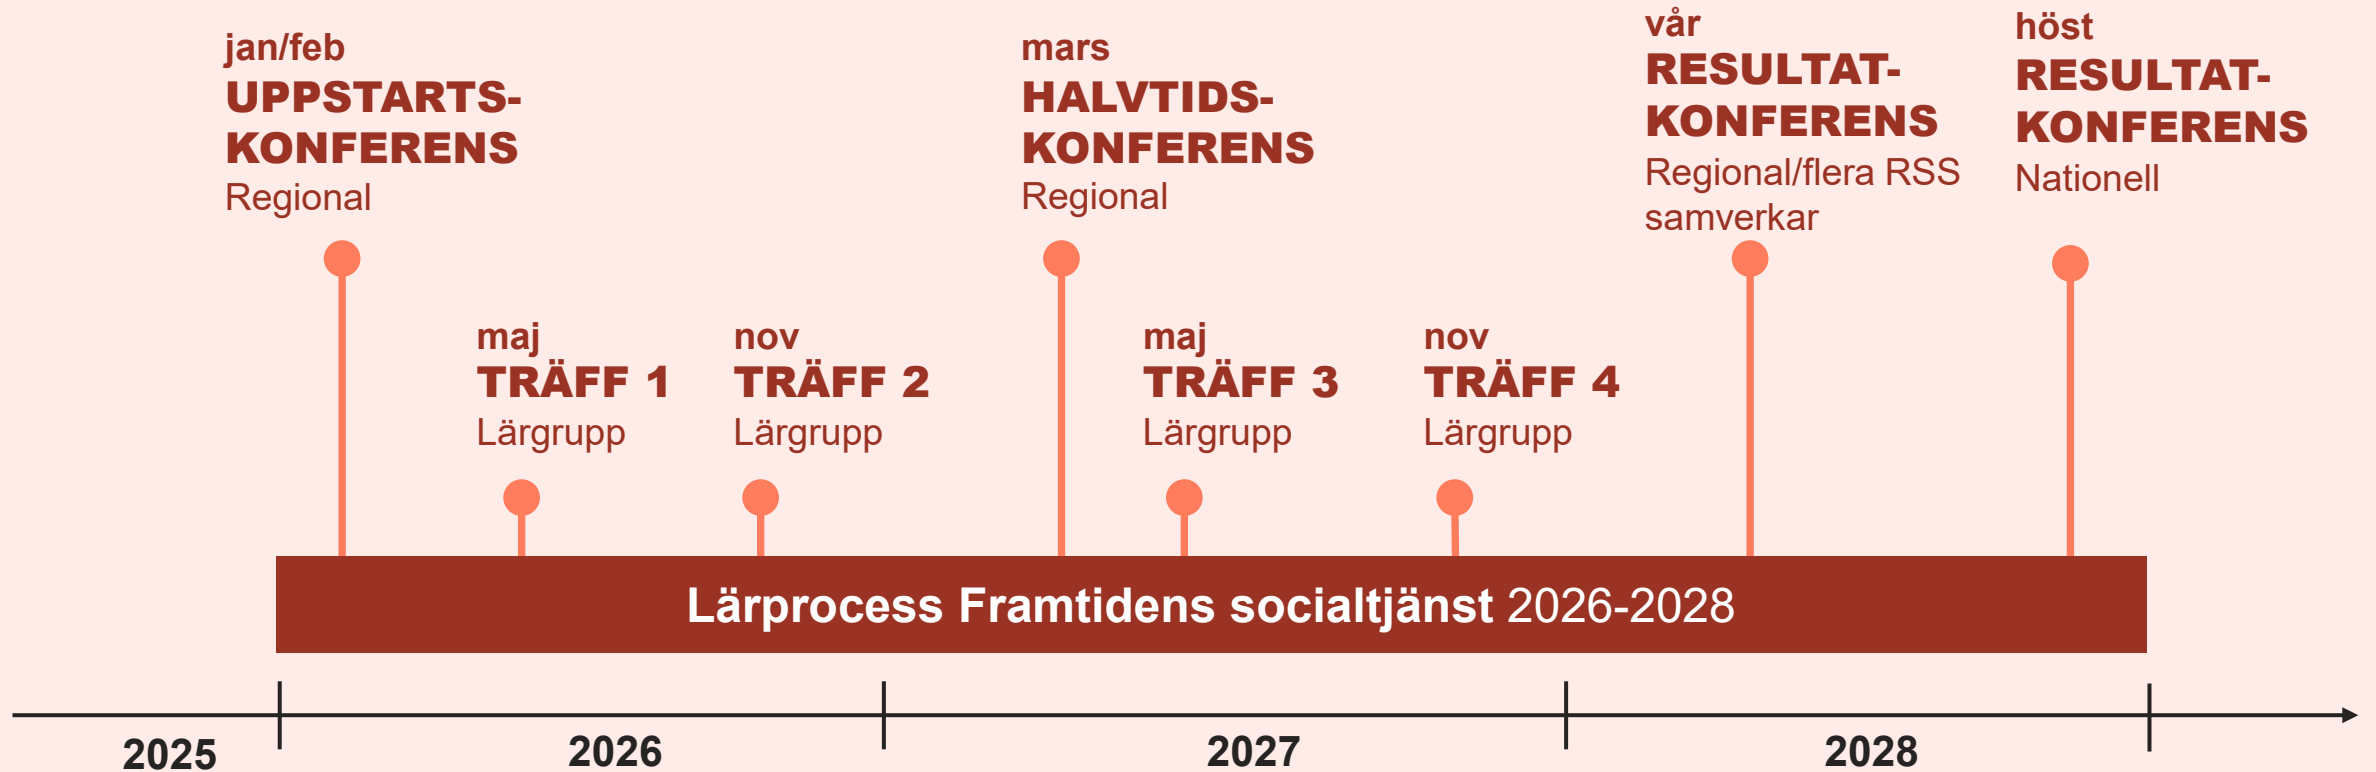 jan/feb
UPPSTARTS-
KONFERENS
Regional
maj
TRÄFF 1
Lärgrupp
nov
TRÄFF 2
Lärgrupp
mars
HALVTIDS-
KONFERENS
Regional
maj
TRÄFF 3
Lärgrupp
nov
TRÄFF 4
Lärgrupp
vår
RESULTAT-
KONFERENS
Regional/flera RSS
samverkar
höst
RESULTAT-
KONFERENS
Nationell
Lärprocess Framtidens socialtjänst 2026-2028
2025
2026
2027
2028